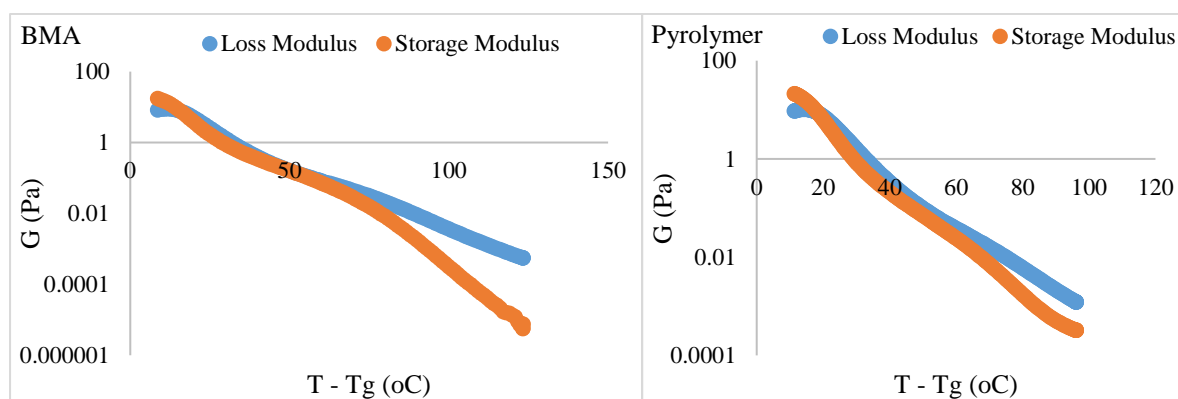 BMA
Loss Modulus Storage Modulus
100
1
0.01
0.0001
0.000001
0 50 100 150
G (Pa)
T - Tg (oC)
Pyrolymer
Loss Modulus Storage Modulus
100
1
0.01
0.0001
0 20 40 60 80 100 120
G (Pa)
T - Tg (oC)